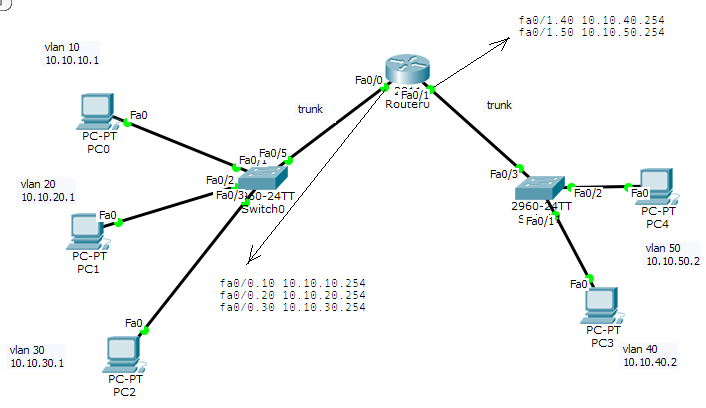 fa0/1.40 10.10.40.254
fa0/1.50 10.10.50.254
vlan 10
10.10.10.1
Fa0/0
Fa0/1
Router0
trunk
trunk
Fa0
PC-PT
PC0
Fa0/5
Fa0/1
Fa0/2
Fa0/3
Switch0
Fa0/3
2960-24TT
Fa0/2
Fa0/1
Fa0
PC-PT
PC4
vlan 20
10.10.20.1
Fa0
PC-PT
PC1
vlan 50
10.10.50.2
fa0/0.10 10.10.10.254
fa0/0.20 10.10.20.254
fa0/0.30 10.10.30.254
Fa0
PC-PT
PC3
vlan 40
10.10.40.2
Fa0
PC-PT
PC2
vlan 30
10.10.30.1